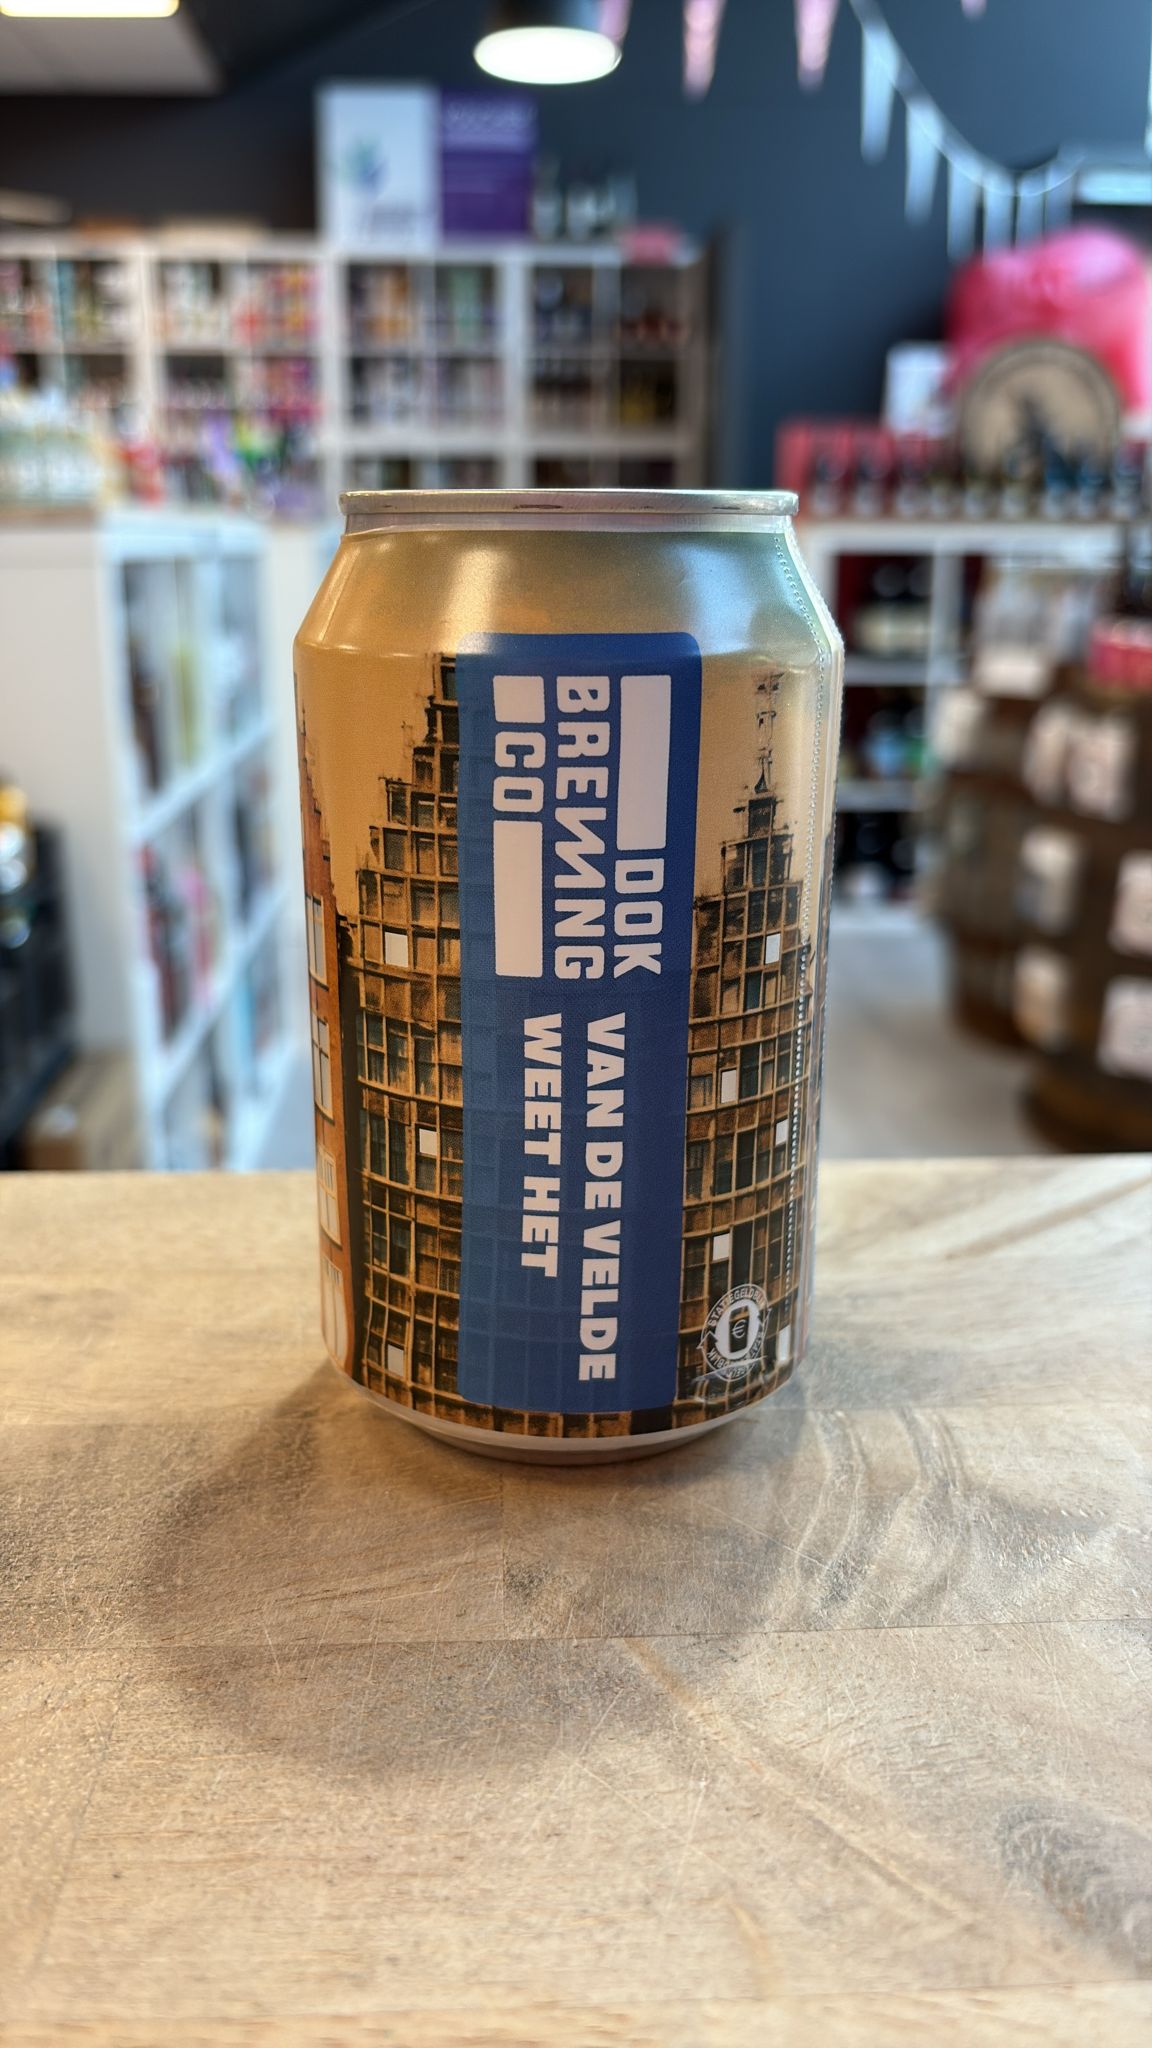 DOK
BREWING
CO
VAN DE VELDE
WEET HET
€